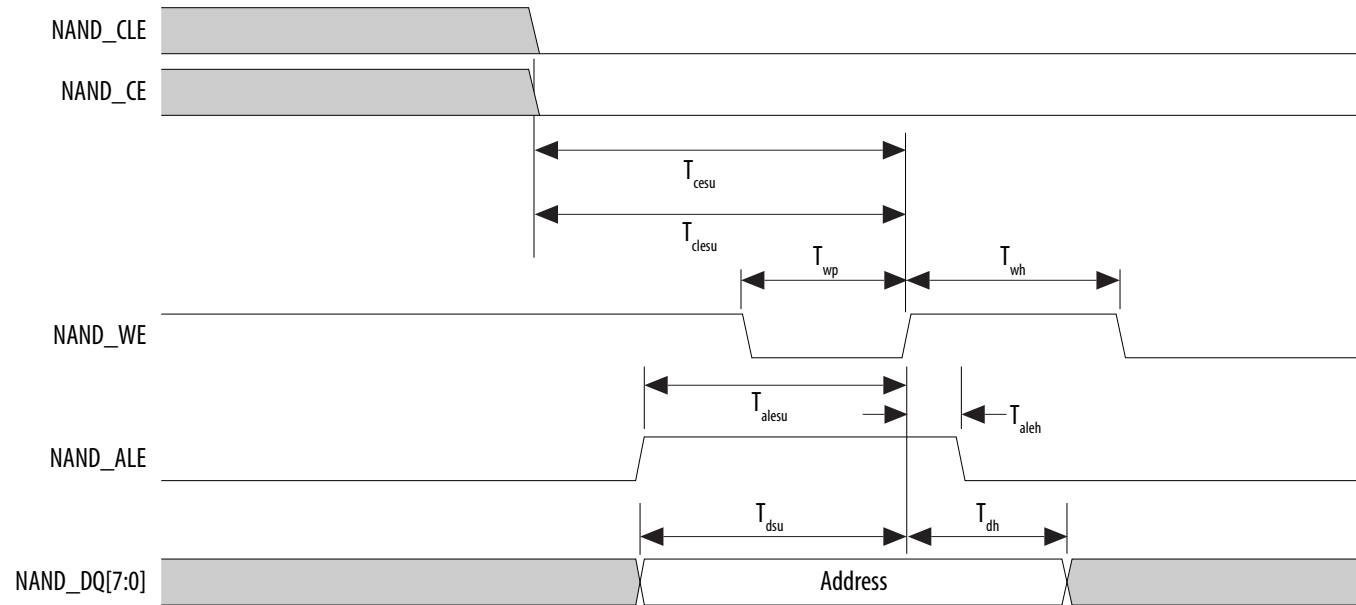 NAND_CLE
NAND_CE
Tcesu
Tclesu
Twp
Twh
NAND_WE
Talesu
Taleh
NAND_ALE
Tdsu
Tdh
NAND_DQ[7:0]
Address